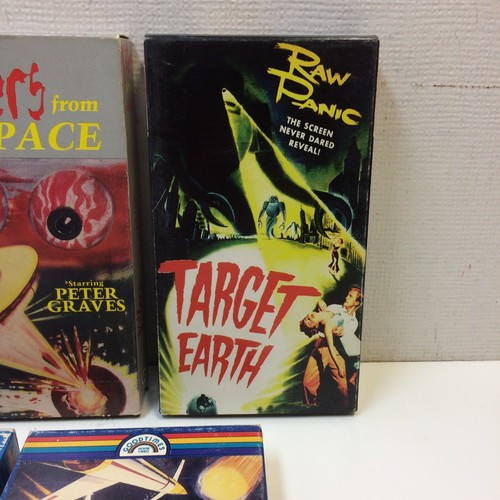 ers from
PACE
Starring
PETER
GRAVES
RAW
PANIC
THE SCREEN
NEVER DARED
REVEAL!
TARGET
EARTH
GOODTIMES